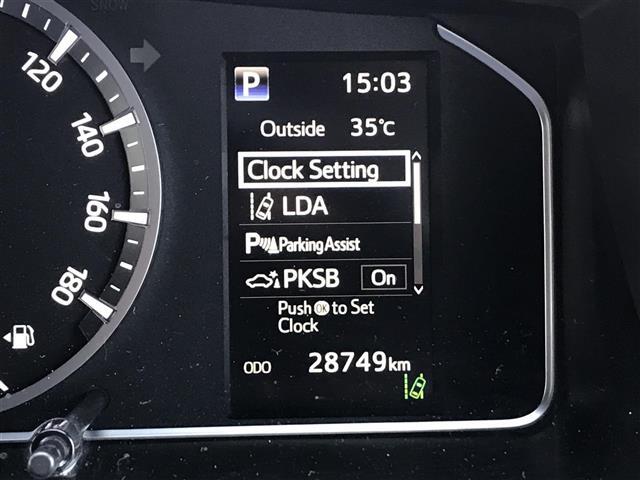 SNOW
120
140
160
180
P 15:03
Outside 35℃
Clock Setting
LDA
P Parking Assist
PKSB On
Push OK to Set
Clock
ODO 28749km